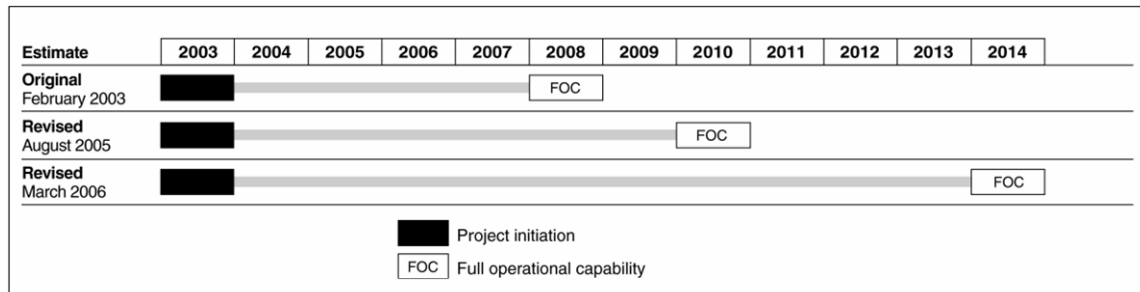 Estimate 2003 2004 2005 2006 2007 2008 2009 2010 2011 2012 2013 2014
Original
February 2003
FOC
Revised
August 2005
FOC
Revised
March 2006
FOC
Project initiation
FOC Full operational capability